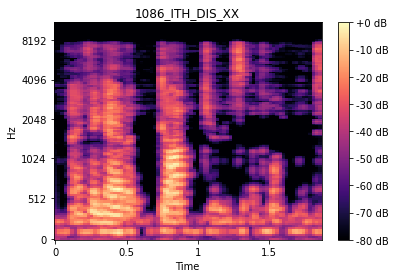 1086_ITH_DIS_XX
Hz
8192
4096
2048
1024
512
0
0
0.5
1
1.5
Time
+0 dB
-10 dB
-20 dB
-30 dB
-40 dB
-50 dB
-60 dB
-70 dB
-80 dB